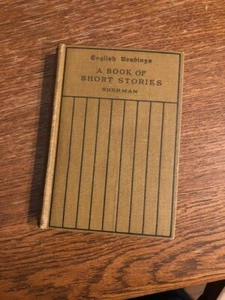 English Readings
A BOOK OF
SHORT STORIES
SHERMAN